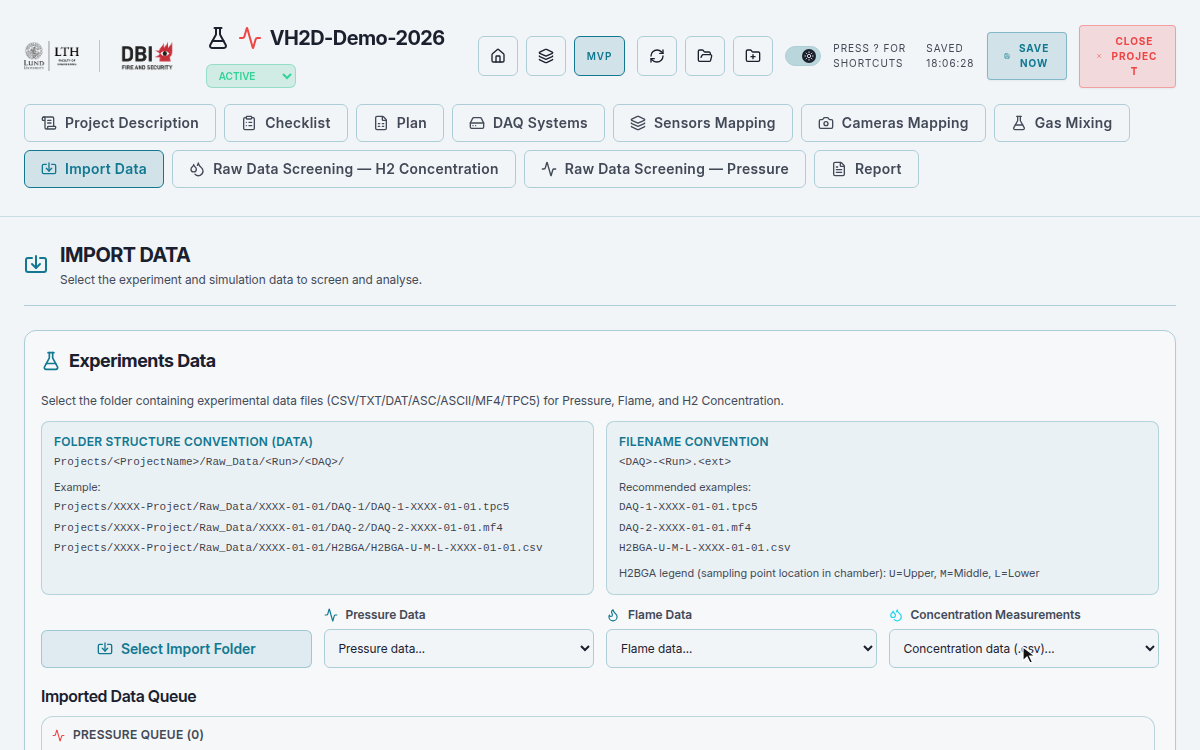 LUND
UNIVERSITY
LTH
FACULTY OF
ENGINEERING
DBI
FIRE AND SECURITY
VH2D-Demo-2026
ACTIVE
MVP
PRESS ? FOR
SHORTCUTS
SAVED
18:06:28
SAVE
NOW
CLOSE
PROJEC
T
Project Description
Checklist
Plan
DAQ Systems
Sensors Mapping
Cameras Mapping
Gas Mixing
Import Data
Raw Data Screening — H2 Concentration
Raw Data Screening — Pressure
Report
IMPORT DATA
Select the experiment and simulation data to screen and analyse.
Experiments Data
Select the folder containing experimental data files (CSV/TXT/DAT/ASC/ASCII/MF4/TPC5) for Pressure, Flame, and H2 Concentration.
FOLDER STRUCTURE CONVENTION (DATA)
Projects/<ProjectName>/Raw_Data/<Run>/<DAQ>/
Example:
Projects/XXXX-Project/Raw_Data/XXXX-01-01/DAQ-1/DAQ-1-XXXX-01-01.tpc5
Projects/XXXX-Project/Raw_Data/XXXX-01-01/DAQ-2/DAQ-2-XXXX-01-01.mf4
Projects/XXXX-Project/Raw_Data/XXXX-01-01/H2BGA/H2BGA-U-M-L-XXXX-01-01.csv
FILENAME CONVENTION
<DAQ>-<Run>.<ext>
Recommended examples:
DAQ-1-XXXX-01-01.tpc5
DAQ-2-XXXX-01-01.mf4
H2BGA-U-M-L-XXXX-01-01.csv
H2BGA legend (sampling point location in chamber): U=Upper, M=Middle, L=Lower
Select Import Folder
Pressure Data
Pressure data...
Flame Data
Flame data...
Concentration Measurements
Concentration data (.csv)...
Imported Data Queue
PRESSURE QUEUE (0)